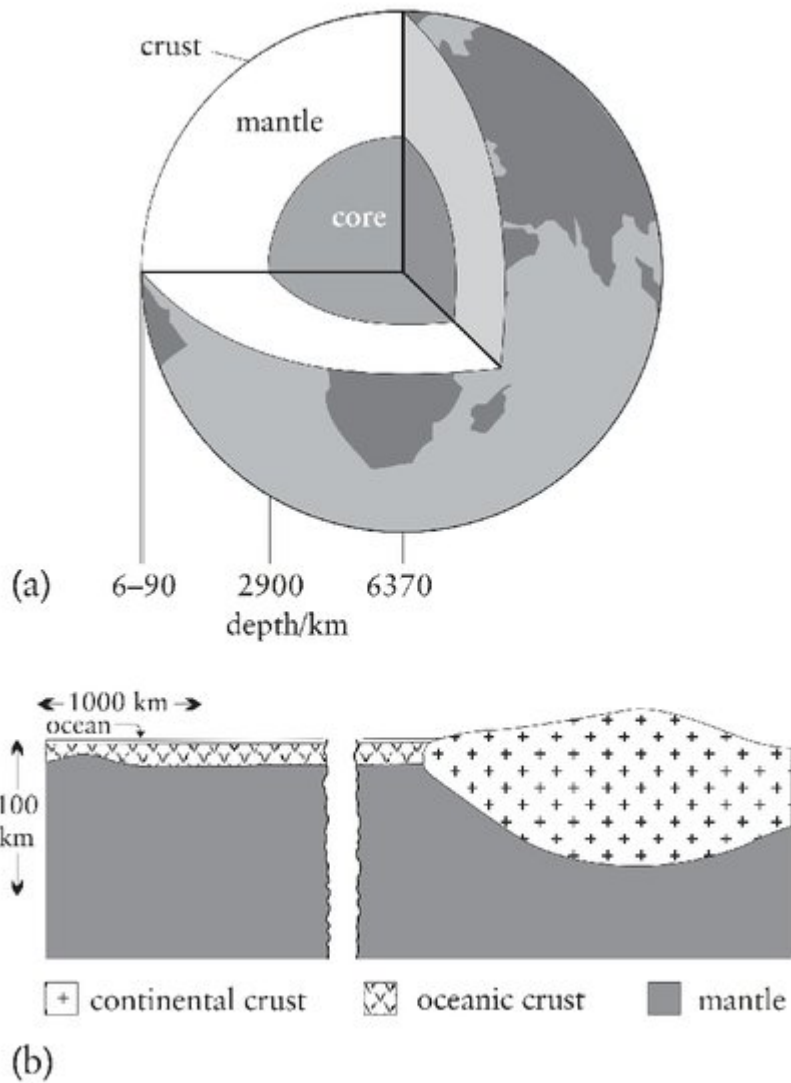 crust
mantle
core
(a) 6–90 2900 6370
depth/km
1000 km
ocean
100
km
continental crust oceanic crust mantle
(b)